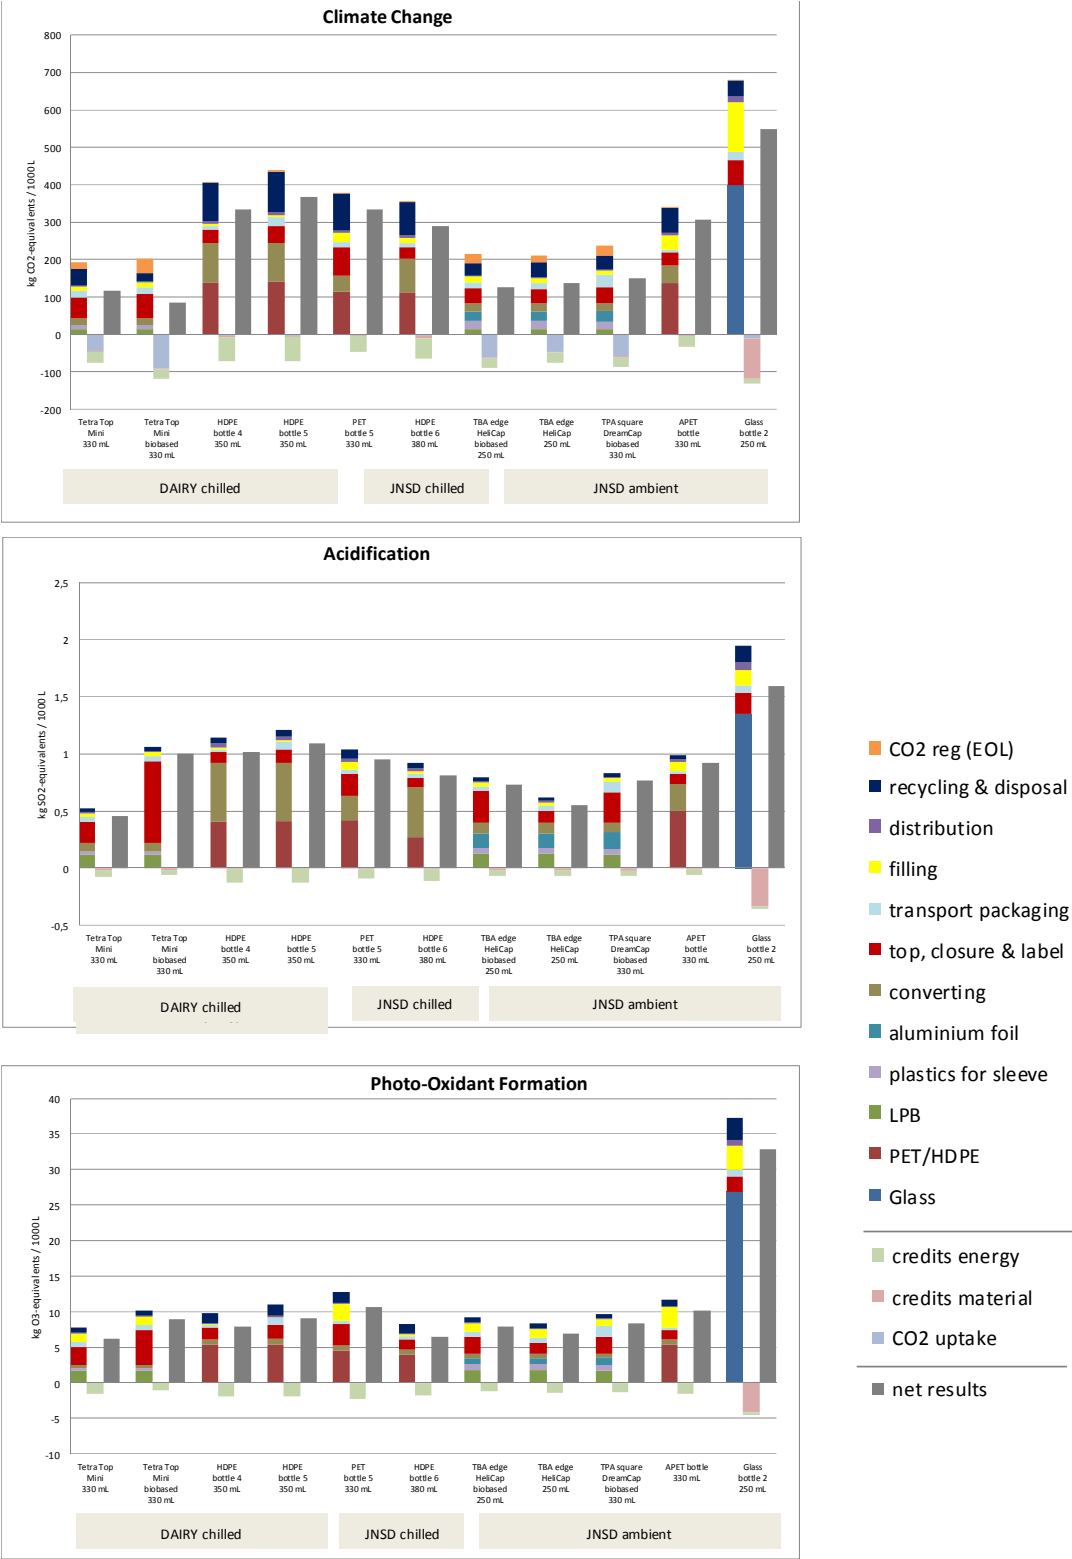 Climate Change
800
700
600
500
400
300
200
100
0
-100
-200
kg CO2-equivalents / 1000 L
Tetra Top
Mini
330 mL
Tetra Top
Mini
biobased
330 mL
HDPE
bottle 4
350 mL
HDPE
bottle 5
350 mL
PET
bottle 5
330 mL
HDPE
bottle 6
380 mL
TBA edge
HeliCap
biobased
250 mL
TBA edge
HeliCap
250 mL
TPA square
DreamCap
biobased
330 mL
APET
bottle
330 mL
Glass
bottle 2
250 mL
DAIRY chilled
JNSD chilled
JNSD ambient
Acidification
2,5
2
1,5
1
0,5
0
-0,5
kg SO2-equivalents / 1000 L
Tetra Top
Mini
330 mL
Tetra Top
Mini
biobased
330 mL
HDPE
bottle 4
350 mL
HDPE
bottle 5
350 mL
PET
bottle 5
330 mL
HDPE
bottle 6
380 mL
TBA edge
HeliCap
biobased
250 mL
TBA edge
HeliCap
250 mL
TPA square
DreamCap
biobased
330 mL
APET
bottle
330 mL
Glass
bottle 2
250 mL
DAIRY chilled
JNSD chilled
JNSD ambient
Photo-Oxidant Formation
40
35
30
25
20
15
10
5
0
-5
-10
kg O3-equivalents / 1000 L
Tetra Top
Mini
330 mL
Tetra Top
Mini
biobased
330 mL
HDPE
bottle 4
350 mL
HDPE
bottle 5
350 mL
PET
bottle 5
330 mL
HDPE
bottle 6
380 mL
TBA edge
HeliCap
biobased
250 mL
TBA edge
HeliCap
250 mL
TPA square
DreamCap
biobased
330 mL
APET bottle
330 mL
Glass
bottle 2
250 mL
DAIRY chilled
JNSD chilled
JNSD ambient
CO2 reg (EOL)
recycling & disposal
distribution
filling
transport packaging
top, closure & label
converting
aluminium foil
plastics for sleeve
LPB
PET/HDPE
Glass
credits energy
credits material
CO2 uptake
net results